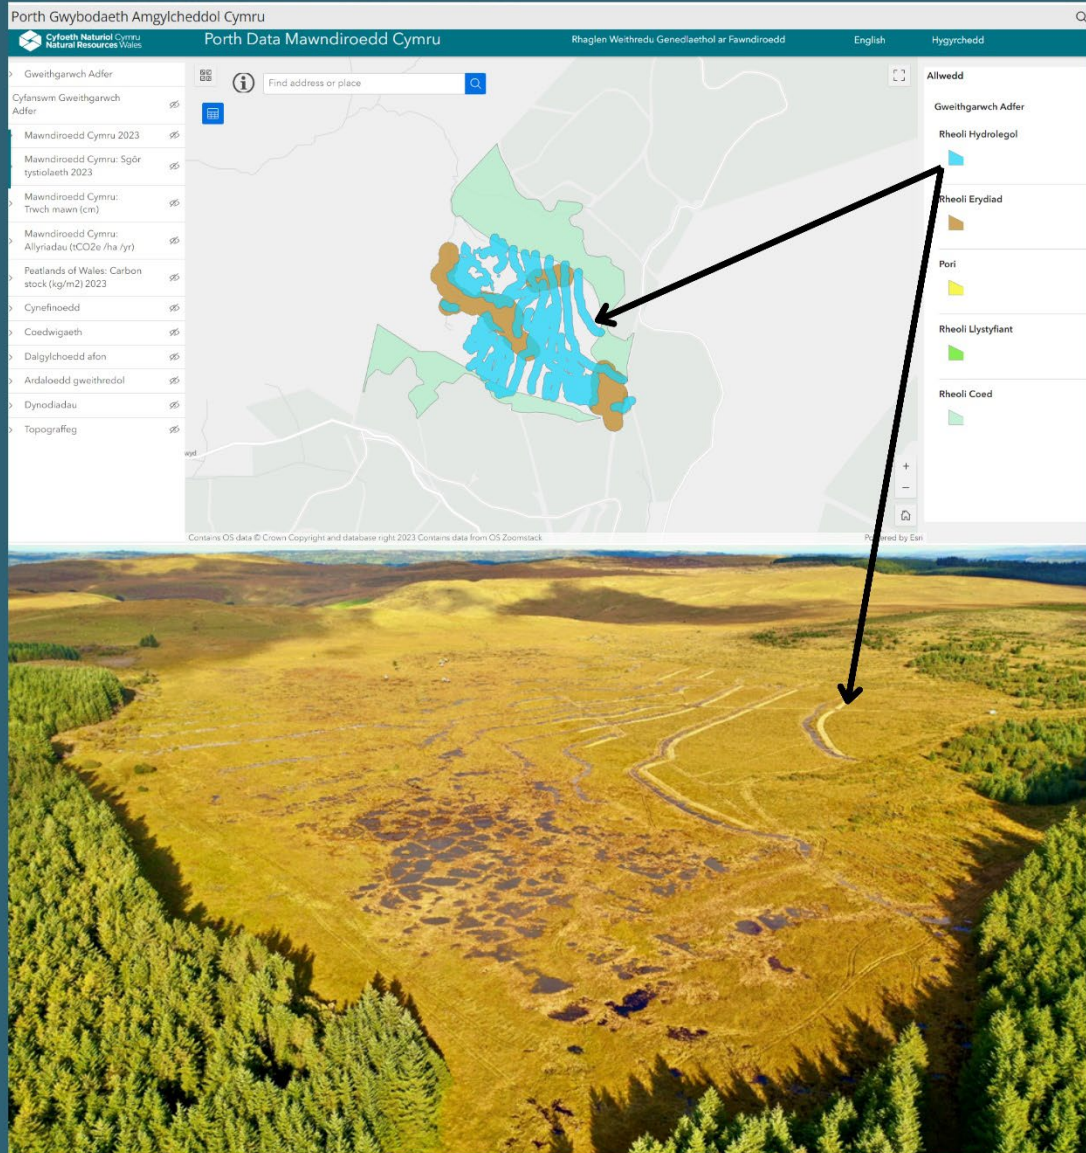 Porth Gwybodaeth Amgylcheddol Cymru
Cyfoeth Naturiol Cymru
Natural Resources Wales
Porth Data Mawndiroedd Cymru
Rhaglen Weithredu Genedlaethol ar Fawndiroedd
English
Hygyrchedd
Gweithgarwch Adfer
Cyfanswm Gweithgarwch
Adfer
Mawndiroedd Cymru 2023
Mawndiroedd Cymru: Sgôr
tystiolaeth 2023
Mawndiroedd Cymru:
Trwch mawn (cm)
Mawndiroedd Cymru:
Allyriadau (tCO2e /ha /yr)
Peatlands of Wales: Carbon
stock (kg/m2) 2023
Cynefinoedd
Coedwigaeth
Dalgylchoedd afon
Ardaloedd gweithredol
Dynodiadau
Topograffeg
Find address or place
wyd
+
−
Contains OS data © Crown Copyright and database right 2023 Contains data from OS Zoomstack
Powered by Esri
Allwedd
Gweithgarwch Adfer
Rheoli Hydrolegol
Rheoli Erydiad
Pori
Rheoli Llystyfiant
Rheoli Coed